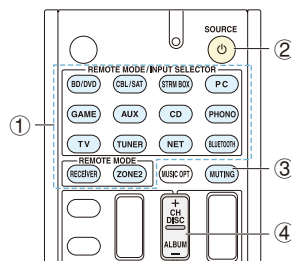 SOURCE
②
REMOTE MODE/INPUT SELECTOR
BD/DVD CBL/SAT STRM BOX PC
GAME AUX CD PHONO
① TV TUNER NET BLUETOOTH
REMOTE MODE
③
RECEIVER ZONE2 MUSIC OPT MUTING
+
CH
DISC
④
ALBUM
−